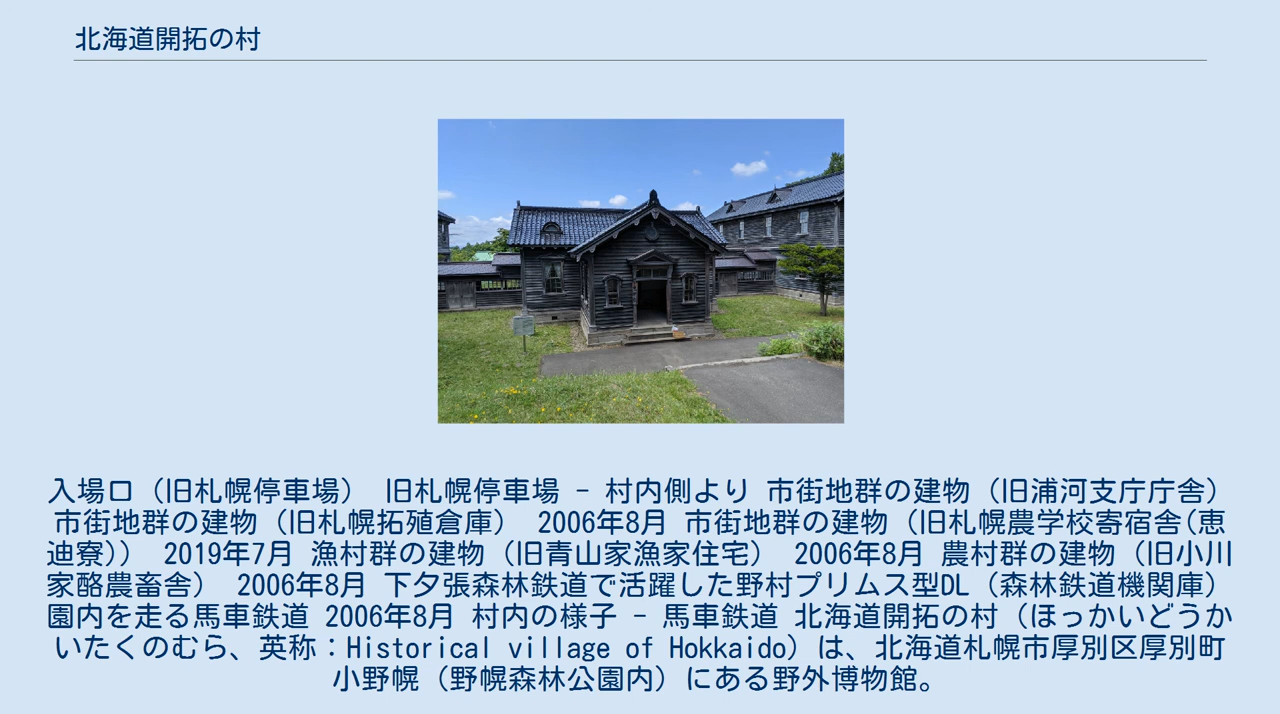 北海道開拓の村
入場口（旧札幌停車場） 旧札幌停車場 - 村内側より 市街地群の建物（旧浦河支庁庁舎）
市街地群の建物（旧札幌拓殖倉庫） 2006年8月 市街地群の建物（旧札幌農学校寄宿舎(恵
迪寮)） 2019年7月 漁村群の建物（旧青山家漁家住宅） 2006年8月 農村群の建物（旧小川
家酪農畜舎） 2006年8月 下夕張森林鉄道で活躍した野村プリムス型DL（森林鉄道機関庫）
園内を走る馬車鉄道 2006年8月 村内の様子 - 馬車鉄道 北海道開拓の村（ほっかいどうか
いたくのむら、英称：Historical village of Hokkaido）は、北海道札幌市厚別区厚別町
小野幌（野幌森林公園内）にある野外博物館。